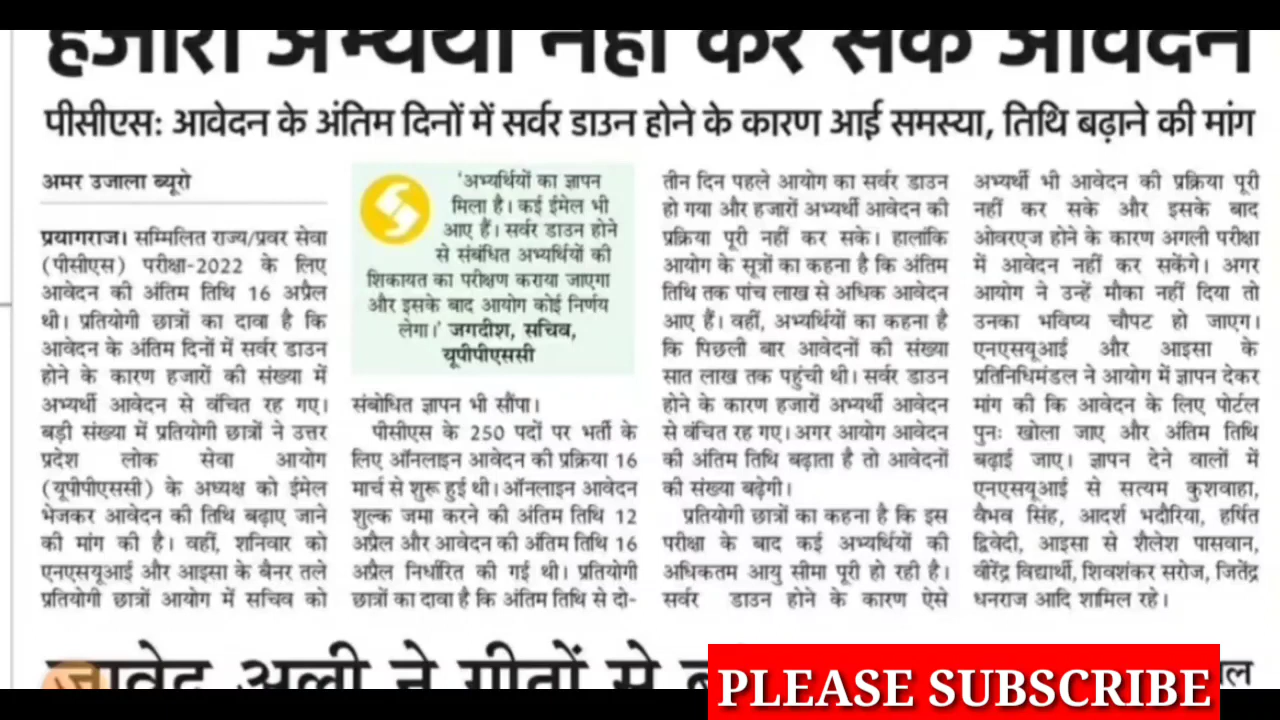 हजारों अभ्यर्थी नहीं कर सके आवेदन
पीसीएस: आवेदन के अंतिम दिनों में सर्वर डाउन होने के कारण आई समस्या, तिथि बढ़ाने की मांग
अमर उजाला ब्यूरो
प्रयागराज। सम्मिलित राज्य/प्रवर सेवा
(पीसीएस) परीक्षा-2022 के लिए
आवेदन की अंतिम तिथि 16 अप्रैल
थी। प्रतियोगी छात्रों का दावा है कि
आवेदन के अंतिम दिनों में सर्वर डाउन
होने के कारण हजारों की संख्या में
अभ्यर्थी आवेदन से वंचित रह गए।
बड़ी संख्या में प्रतियोगी छात्रों ने उत्तर
प्रदेश लोक सेवा आयोग
(यूपीपीएससी) के अध्यक्ष को ईमेल
भेजकर आवेदन की तिथि बढ़ाए जाने
की मांग की है। वहीं, शनिवार को
एनएसयूआई और आइसा के बैनर तले
प्रतियोगी छात्रों आयोग में सचिव को
'अभ्यर्थियों का ज्ञापन
मिला है। कई ईमेल भी
आए हैं। सर्वर डाउन होने
से संबंधित अभ्यर्थियों की
शिकायत का परीक्षण कराया जाएगा
और इसके बाद आयोग कोई निर्णय
लेगा।' जगदीश, सचिव,
यूपीपीएससी
संबोधित ज्ञापन भी सौंपा।
पीसीएस के 250 पदों पर भर्ती के
लिए ऑनलाइन आवेदन की प्रक्रिया 16
मार्च से शुरू हुई थी। ऑनलाइन आवेदन
शुल्क जमा करने की अंतिम तिथि 12
अप्रैल और आवेदन की अंतिम तिथि 16
अप्रैल निर्धारित की गई थी। प्रतियोगी
छात्रों का दावा है कि अंतिम तिथि से दो-
तीन दिन पहले आयोग का सर्वर डाउन
हो गया और हजारों अभ्यर्थी आवेदन की
प्रक्रिया पूरी नहीं कर सके। हालांकि
आयोग के सूत्रों का कहना है कि अंतिम
तिथि तक पांच लाख से अधिक आवेदन
आए हैं। वहीं, अभ्यर्थियों का कहना है
कि पिछली बार आवेदनों की संख्या
सात लाख तक पहुंची थी। सर्वर डाउन
होने के कारण हजारों अभ्यर्थी आवेदन
से वंचित रह गए। अगर आयोग आवेदन
की अंतिम तिथि बढ़ाता है तो आवेदनों
की संख्या बढ़ेगी।
प्रतियोगी छात्रों का कहना है कि इस
परीक्षा के बाद कई अभ्यर्थियों की
अधिकतम आयु सीमा पूरी हो रही है।
सर्वर डाउन होने के कारण ऐसे
अभ्यर्थी भी आवेदन की प्रक्रिया पूरी
नहीं कर सके और इसके बाद
ओवरएज होने के कारण अगली परीक्षा
में आवेदन नहीं कर सकेंगे। अगर
आयोग ने उन्हें मौका नहीं दिया तो
उनका भविष्य चौपट हो जाएग।
एनएसयूआई और आइसा के
प्रतिनिधिमंडल ने आयोग में ज्ञापन देकर
मांग की कि आवेदन के लिए पोर्टल
पुनः खोला जाए और अंतिम तिथि
बढ़ाई जाए। ज्ञापन देने वालों में
एनएसयूआई से सत्यम कुशवाहा,
वैभव सिंह, आदर्श भदौरिया, हर्षित
द्विवेदी, आइसा से शैलेश पासवान,
वीरेंद्र विद्यार्थी, शिवशंकर सरोज, जितेंद्र
धनराज आदि शामिल रहे।
जावेद अली ने गीतों से
PLEASE SUBSCRIBE